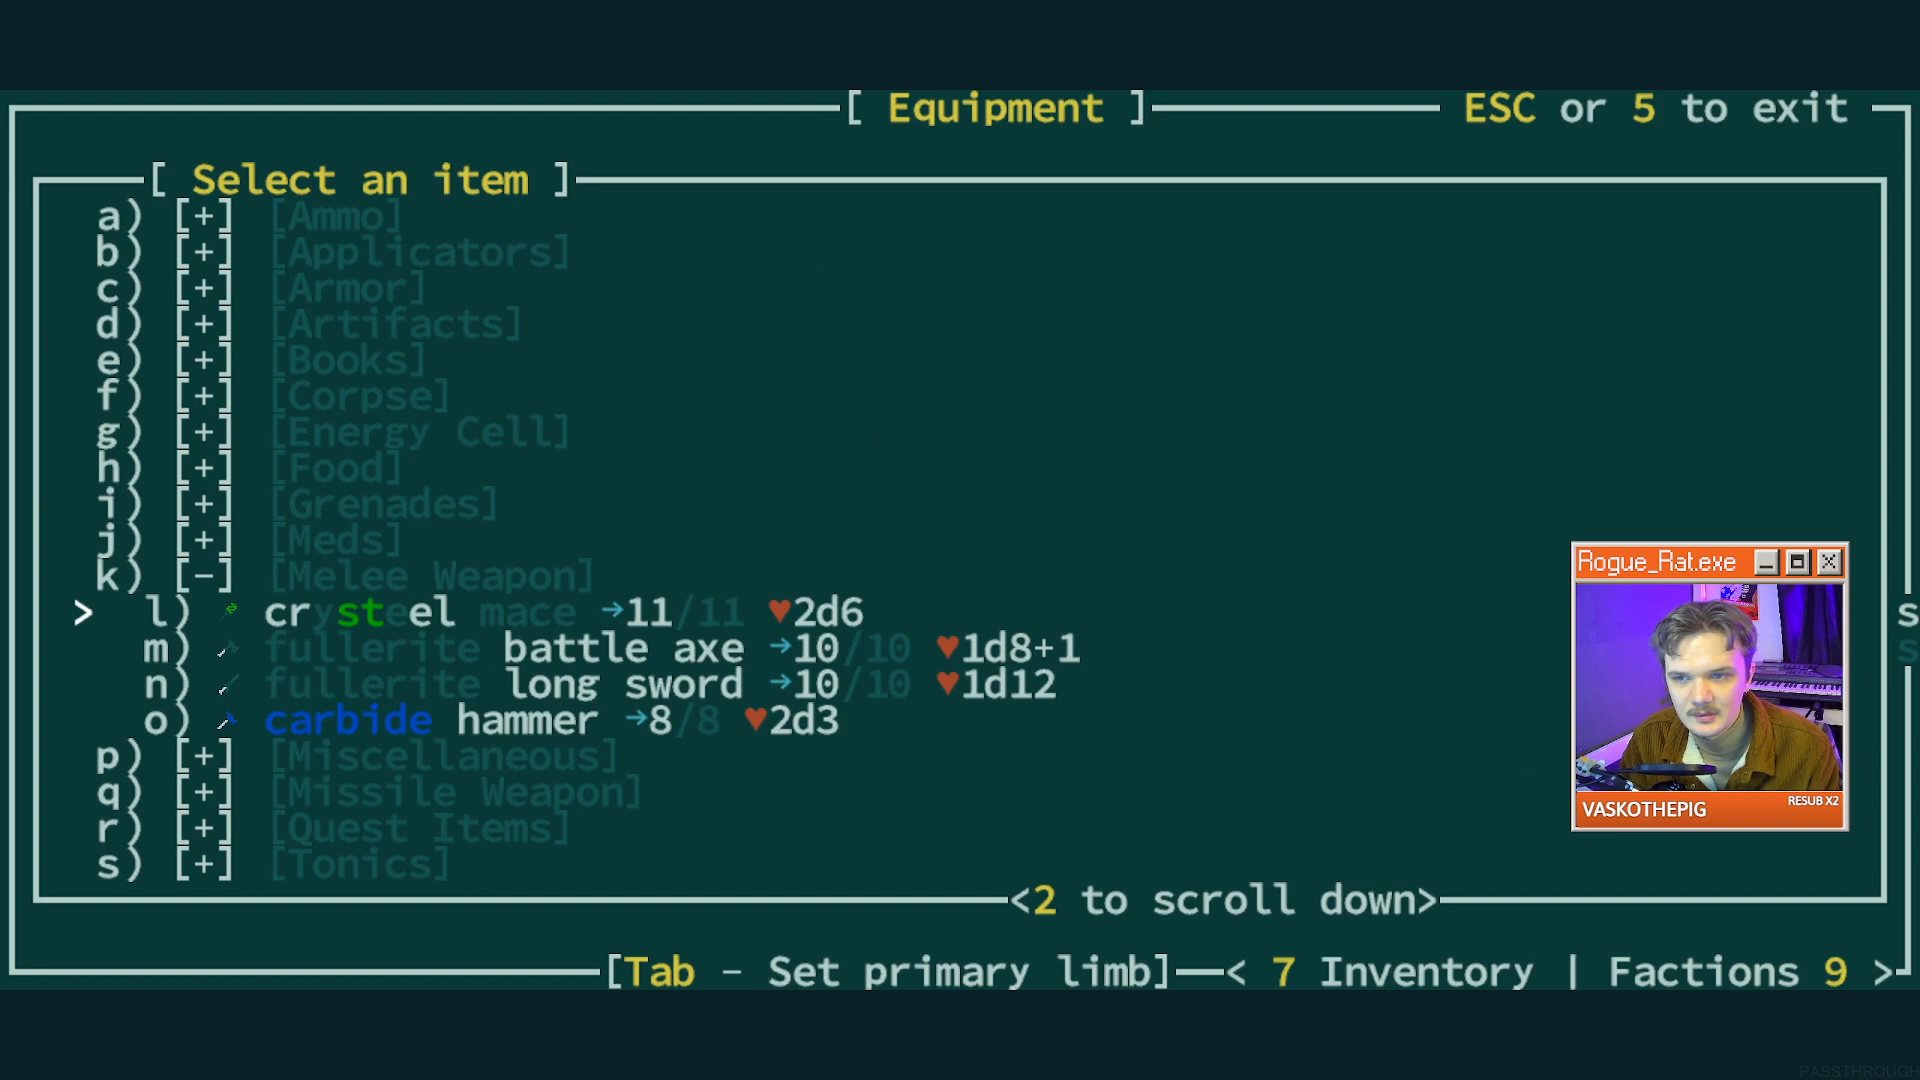 [ Equipment ] ESC or 5 to exit
[ Select an item ]
a) [+] [Ammo]
b) [+] [Applicators]
c) [+] [Armor]
d) [+] [Artifacts]
e) [+] [Books]
f) [+] [Corpse]
g) [+] [Energy Cell]
h) [+] [Food]
i) [+] [Grenades]
j) [+] [Meds]
k) [-] [Melee Weapon]
> l) crysteel mace →11/11 ♥2d6
m) fullerite battle axe →10/10 ♥1d8+1
n) fullerite long sword →10/10 ♥1d12
o) carbide hammer →8/8 ♥2d3
p) [+] [Miscellaneous]
q) [+] [Missile Weapon]
r) [+] [Quest Items]
s) [+] [Tonics]
<2 to scroll down>
[Tab - Set primary limb] < 7 Inventory | Factions 9 >
Rogue_Rat.exe
VASKOTHEPIG RESUB X2
s
s
PASSTHROUGH